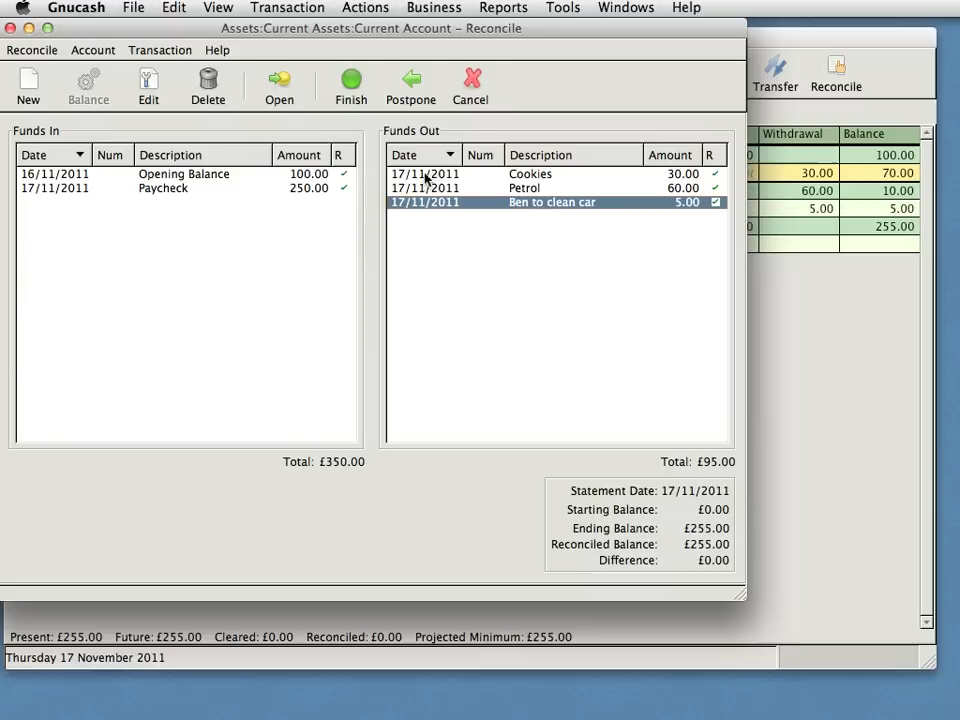 Gnucash File Edit View Transaction Actions Business Reports Tools Windows Help
Assets:Current Assets:Current Account – Reconcile
Reconcile Account Transaction Help
New Balance Edit Delete Open Finish Postpone Cancel
Transfer Reconcile
Funds In
Date Num Description Amount R
16/11/2011 Opening Balance 100.00 ✓
17/11/2011 Paycheck 250.00 ✓
Total: £350.00
Funds Out
Date Num Description Amount R
17/11/2011 Cookies 30.00 ✓
17/11/2011 Petrol 60.00 ✓
17/11/2011 Ben to clean car 5.00 ✓
Total: £95.00
Statement Date: 17/11/2011
Starting Balance: £0.00
Ending Balance: £255.00
Reconciled Balance: £255.00
Difference: £0.00
Withdrawal Balance
100.00
30.00 70.00
60.00 10.00
5.00 5.00
255.00
Present: £255.00 Future: £255.00 Cleared: £0.00 Reconciled: £0.00 Projected Minimum: £255.00
Thursday 17 November 2011